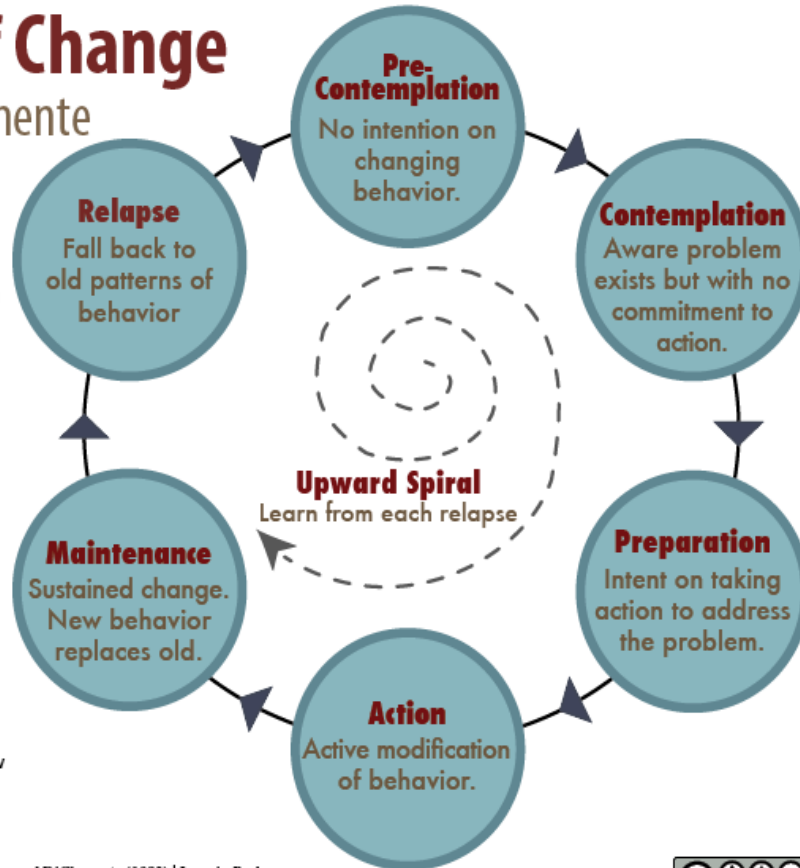 Change
Pre-
Contemplation
No intention on
changing
behavior.
Contemplation
Aware problem
exists but with no
commitment to
action.
Preparation
Intent on taking
action to address
the problem.
Action
Active modification
of behavior.
Maintenance
Sustained change.
New behavior
replaces old.
Relapse
Fall back to
old patterns of
behavior
Upward Spiral
Learn from each relapse